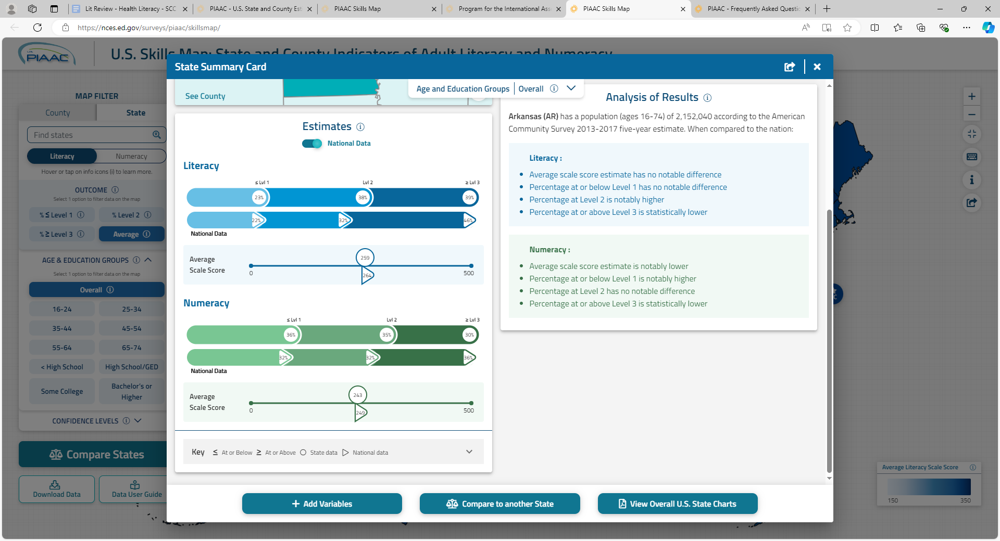 Lit Review - Health Literacy - SCC
PIAAC - U.S. State and County Est
PIAAC Skills Map
Program for the International Ass
PIAAC Skills Map
PIAAC - Frequently Asked Questic
https://nces.ed.gov/surveys/piaac/skillsmap/
U.S. PIAAC
U.S. Skills Map: State and County Indicators of Adult Literacy and Numeracy
State Summary Card
MAP FILTER
County State
Find states
Literacy Numeracy
Hover or tap on info icons (i) to learn more.
OUTCOME
Select 1 option to filter data on the map
% ≤ Level 1
% Level 2
% ≥ Level 3
Average
AGE & EDUCATION GROUPS
Select 1 option to filter data on the map
Overall
16-24
25-34
35-44
45-54
55-64
65-74
< High School
High School/GED
Some College
Bachelor's or
Higher
CONFIDENCE LEVELS
Compare States
Download Data
Data User Guide
See County
Age and Education Groups | Overall
Estimates
National Data
Literacy
≤ Lvl 1 Lvl 2 ≥ Lvl 3
23% 38% 39%
22% 32% 46%
National Data
Average
Scale Score
259
0 500
264
Numeracy
≤ Lvl 1 Lvl 2 ≥ Lvl 3
36% 35% 30%
32% 32% 36%
National Data
Average
Scale Score
243
0 500
249
Key ≤ At or Below ≥ At or Above State data National data
Analysis of Results
Arkansas (AR) has a population (ages 16-74) of 2,152,040 according to the American
Community Survey 2013-2017 five-year estimate. When compared to the nation:
Literacy :
Average scale score estimate has no notable difference
Percentage at or below Level 1 has no notable difference
Percentage at Level 2 is notably higher
Percentage at or above Level 3 is statistically lower
Numeracy :
Average scale score estimate is notably lower
Percentage at or below Level 1 is notably higher
Percentage at Level 2 has no notable difference
Percentage at or above Level 3 is statistically lower
+ Add Variables
Compare to another State
View Overall U.S. State Charts
Average Literacy Scale Score
150 350